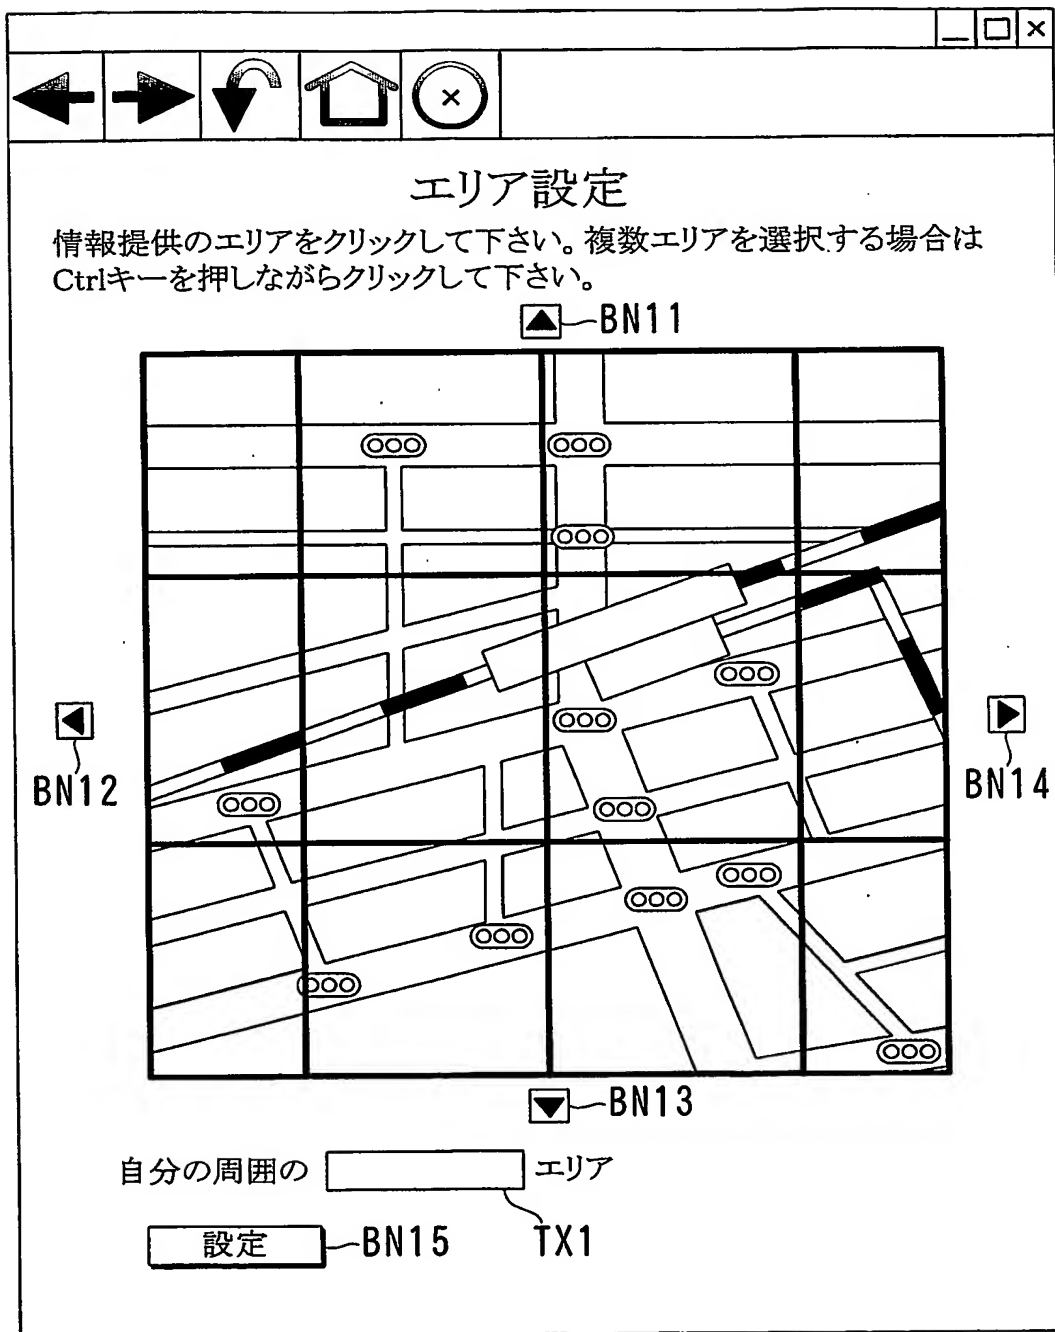 エリア設定
情報提供のエリアをクリックして下さい。複数エリアを選択する場合は
Ctrlキーを押しながらクリックして下さい。
BN11
BN12
BN14
BN13
自分の周囲の エリア
設定 BN15 TX1